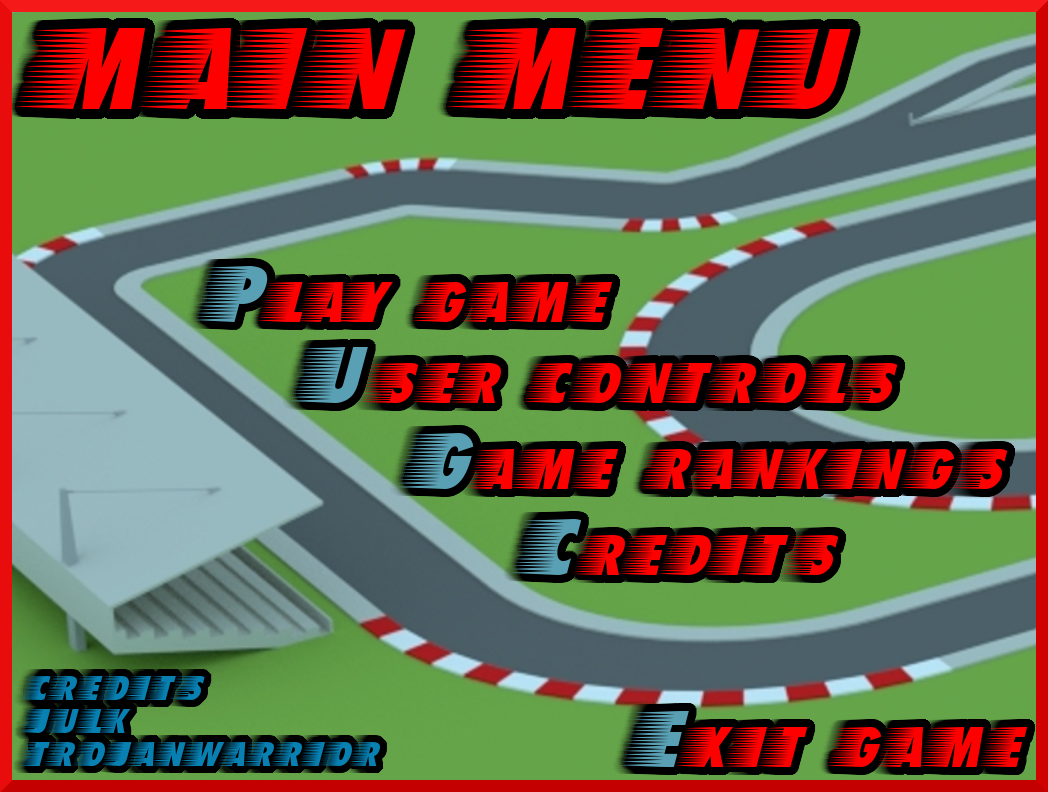 MAIN MENU
PLAY GAME
USER CONTROLS
GAME RANKINGS
CREDITS
CREDITS
JULK
TROJANWARRIOR
EXIT GAME